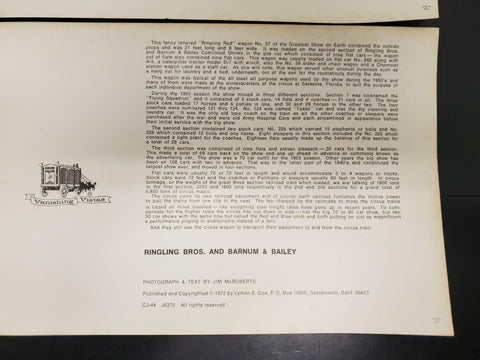 This fancy lettered "Ringling Red" wagon No. 57 of the Greatest Show on Earth contained the outside
props and was 21 feet long and 8 feet wide. It was loaded on the second section of Ringling Bros.
and Barnum & Bailey Combined Shows in the gas cut which consisted of nine flat cars — the wagon
cut of flats also contained nine flat cars. This wagon was usually loaded on flat car No. 242 along with
A-5, a caterpillar tractor model D-7 with winch, also the No. 38 stake and chain wagon and a Chevrolet
station wagon used as a staff car. As you will note, this wagon served other unusual purposes such as
a hang out for laundry and a bed, underneath, out of the sun for the roustabouts during the day.
This wagon was typical of the all steel all purpose wagons used by the show during the 1950's and
many of them were made at the winterquarters of the circus at Sarasota, Florida, to suit the purpose of
each individual department of the show.
During the 1953 season the show moved in three different sections. Section 1 was nicknamed the
"Flying Squadron" and it consisted of 3 stock cars, 14 flats and 4 coaches — 21 cars in all. The three
stock cars loaded 17 horses and 6 ponies in one, and 30 and 29 horses in the other two. The four
coaches were numbered 121 thru 124. No. 124 was named "Texas" and was the dry cleaning and
laundry car. It was the only old type coach on the train as all the other coaches or sleepers were
purchased after the war and were old Army Hospital Cars and each streamlined in appearance before
their initial service with the big show.
The second section contained two stock cars: No. 225 which carried 15 elephants or bulls and No.
226 which contained 12 bulls and one horse. Eight sleepers in this section included the No. 250 which
contained a lunch car for the coaches. Eighteen flats usually made up the balance of this section for
a total of 28 cars.
The third section was comprised of nine flats and eleven sleepers — 20 cars for the third section.
This made a total of 69 cars back on the show and one up ahead in advance or commonly known as
the advertising car. The show was a 70 car outfit for the 1953 season. Other years the big show has
been on 109 cars with two in advance. That was in the latter part of the 1940's and constituted the
largest show ever, and moved in four sections.
Flat cars were usually 70 or 72 feet in length and would accommodate 3 or 4 wagons or trucks.
Stock cars were 72 feet and the coaches or Pullmans or sleepers usually 80 feet in length. In circus
tonnage, or the weight of the great three section railroad train when loaded, we are talking of 1800 tons
in the first section, 2250 and 1800 tons respectively in the 2nd and 3rd sections for a grand total of
5,850 tons of circus magic.
The circus owns its own railroad equipment and of course each railroad furnishes the motive power
to pull the trains from one city to the next. The fee charged by the railroads to move the circus trains
is based on miles traveled — like everything else freight rates have gone up in recent years. To com-
pensate for the higher rates the circus has cut down in size — not the big 70 or 80 car show, but two
30 car shows with the same title but called the Red and Blue units and both putting on just as magnificent
a performance playing in auditoriums instead of a tent.
And they still use the circus wagon to transport their equipment to and from the circus train.
"Vanishing Vistas"
RINGLING BROS. AND BARNUM & BAILEY
PHOTOGRAPH & TEXT BY JIM McROBERTS
Published and Copyrighted © 1972 by Lyman E. Cox, P. O. Box 13902, Sacramento, Calif. 95813
CJ-44 J6370 All rights reserved